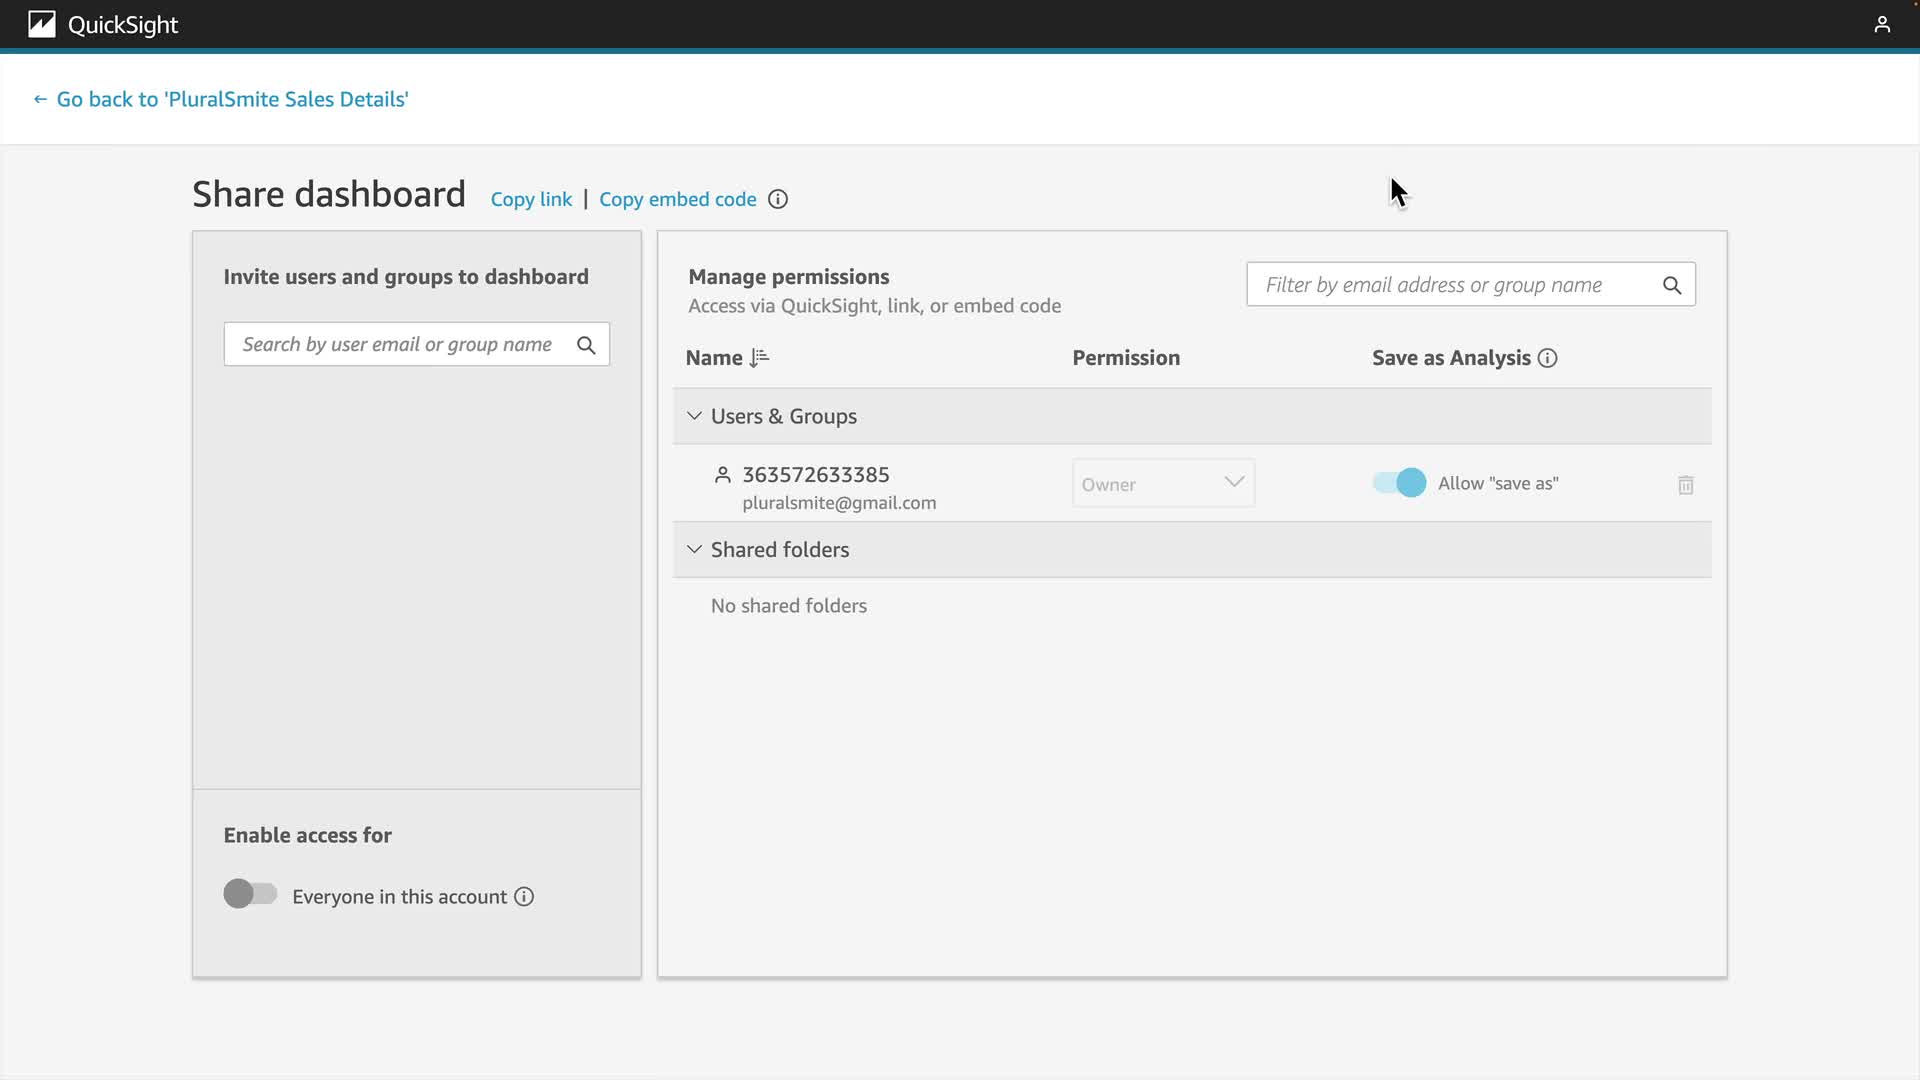 QuickSight
← Go back to 'PluralSmite Sales Details'
Share dashboard Copy link | Copy embed code
Invite users and groups to dashboard
Search by user email or group name
Enable access for
Everyone in this account
Manage permissions
Access via QuickSight, link, or embed code
Filter by email address or group name
Name Permission Save as Analysis
Users & Groups
363572633385
pluralsmite@gmail.com
Owner
Allow "save as"
Shared folders
No shared folders